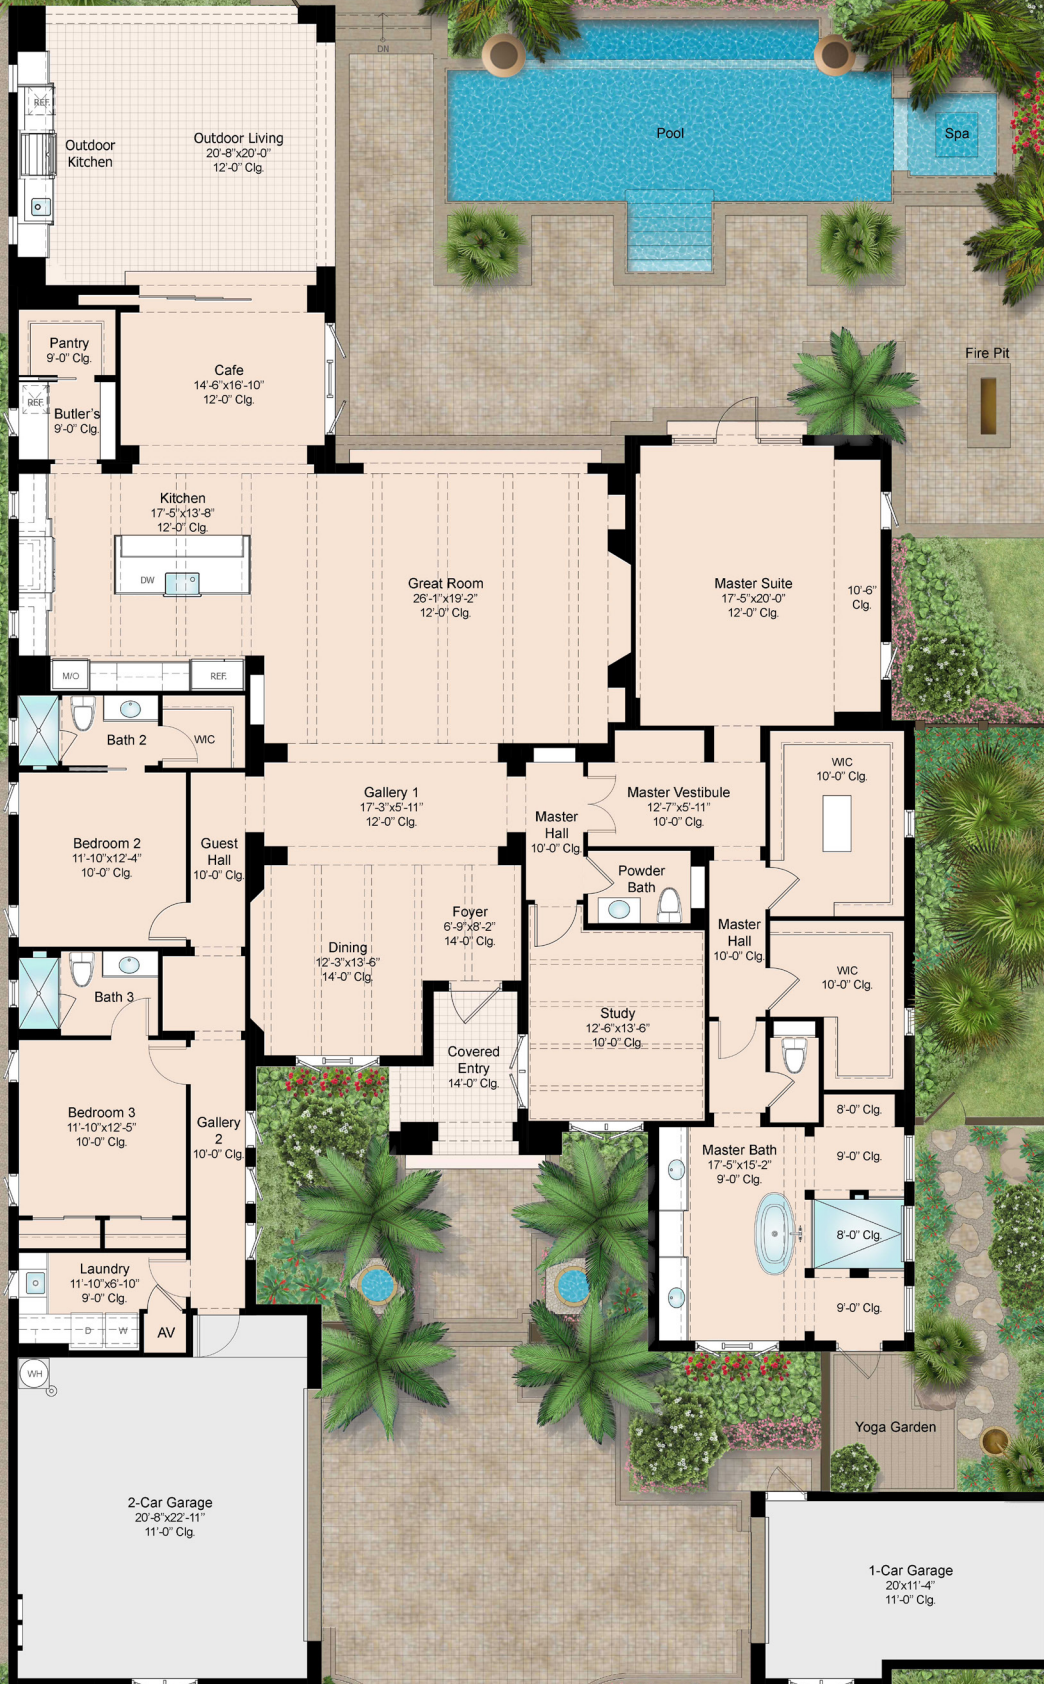 DN
REF.
Outdoor
Kitchen
Outdoor Living
20'-8"x20'-0"
12'-0" Clg.
Pool
Spa
Fire Pit
Pantry
9'-0" Clg.
REF.
Butler's
9'-0" Clg.
Cafe
14'-6"x16'-10"
12'-0" Clg.
Kitchen
17'-5"x13'-8"
12'-0" Clg.
DW
M/O
REF.
Great Room
26'-1"x19'-2"
12'-0" Clg.
Master Suite
17'-5"x20'-0"
12'-0" Clg.
10'-6"
Clg.
Bath 2
WIC
Bedroom 2
11'-10"x12'-4"
10'-0" Clg.
Guest
Hall
10'-0" Clg.
Gallery 1
17'-3"x5'-11"
12'-0" Clg.
Master
Hall
10'-0" Clg.
Master Vestibule
12'-7"x5'-11"
10'-0" Clg.
WIC
10'-0" Clg.
Powder
Bath
Foyer
6'-9"x8'-2"
14'-0" Clg.
Dining
12'-3"x13'-6"
14'-0" Clg.
Master
Hall
10'-0" Clg.
WIC
10'-0" Clg.
Bath 3
Study
12'-6"x13'-6"
10'-0" Clg.
Covered
Entry
14'-0" Clg.
Bedroom 3
11'-10"x12'-5"
10'-0" Clg.
Gallery
2
10'-0" Clg.
8'-0" Clg.
Master Bath
17'-5"x15'-2"
9'-0" Clg.
9'-0" Clg.
8'-0" Clg.
9'-0" Clg.
Laundry
11'-10"x6'-10"
9'-0" Clg.
D
W
AV
WH
Yoga Garden
2-Car Garage
20'-8"x22'-11"
11'-0" Clg.
1-Car Garage
20'x11'-4"
11'-0" Clg.